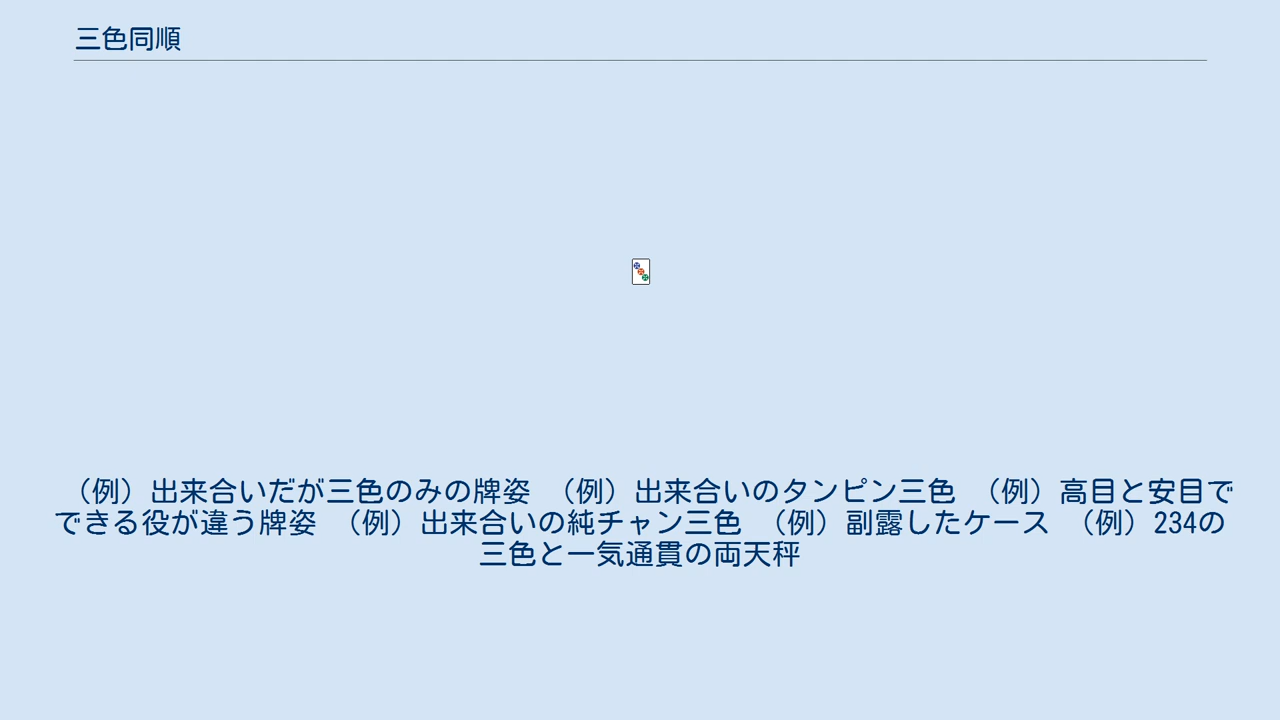 三色同順
（例）出来合いだが三色のみの牌姿　（例）出来合いのタンピン三色　（例）高目と安目で
できる役が違う牌姿　（例）出来合いの純チャン三色　（例）副露したケース　（例）234の
三色と一気通貫の両天秤